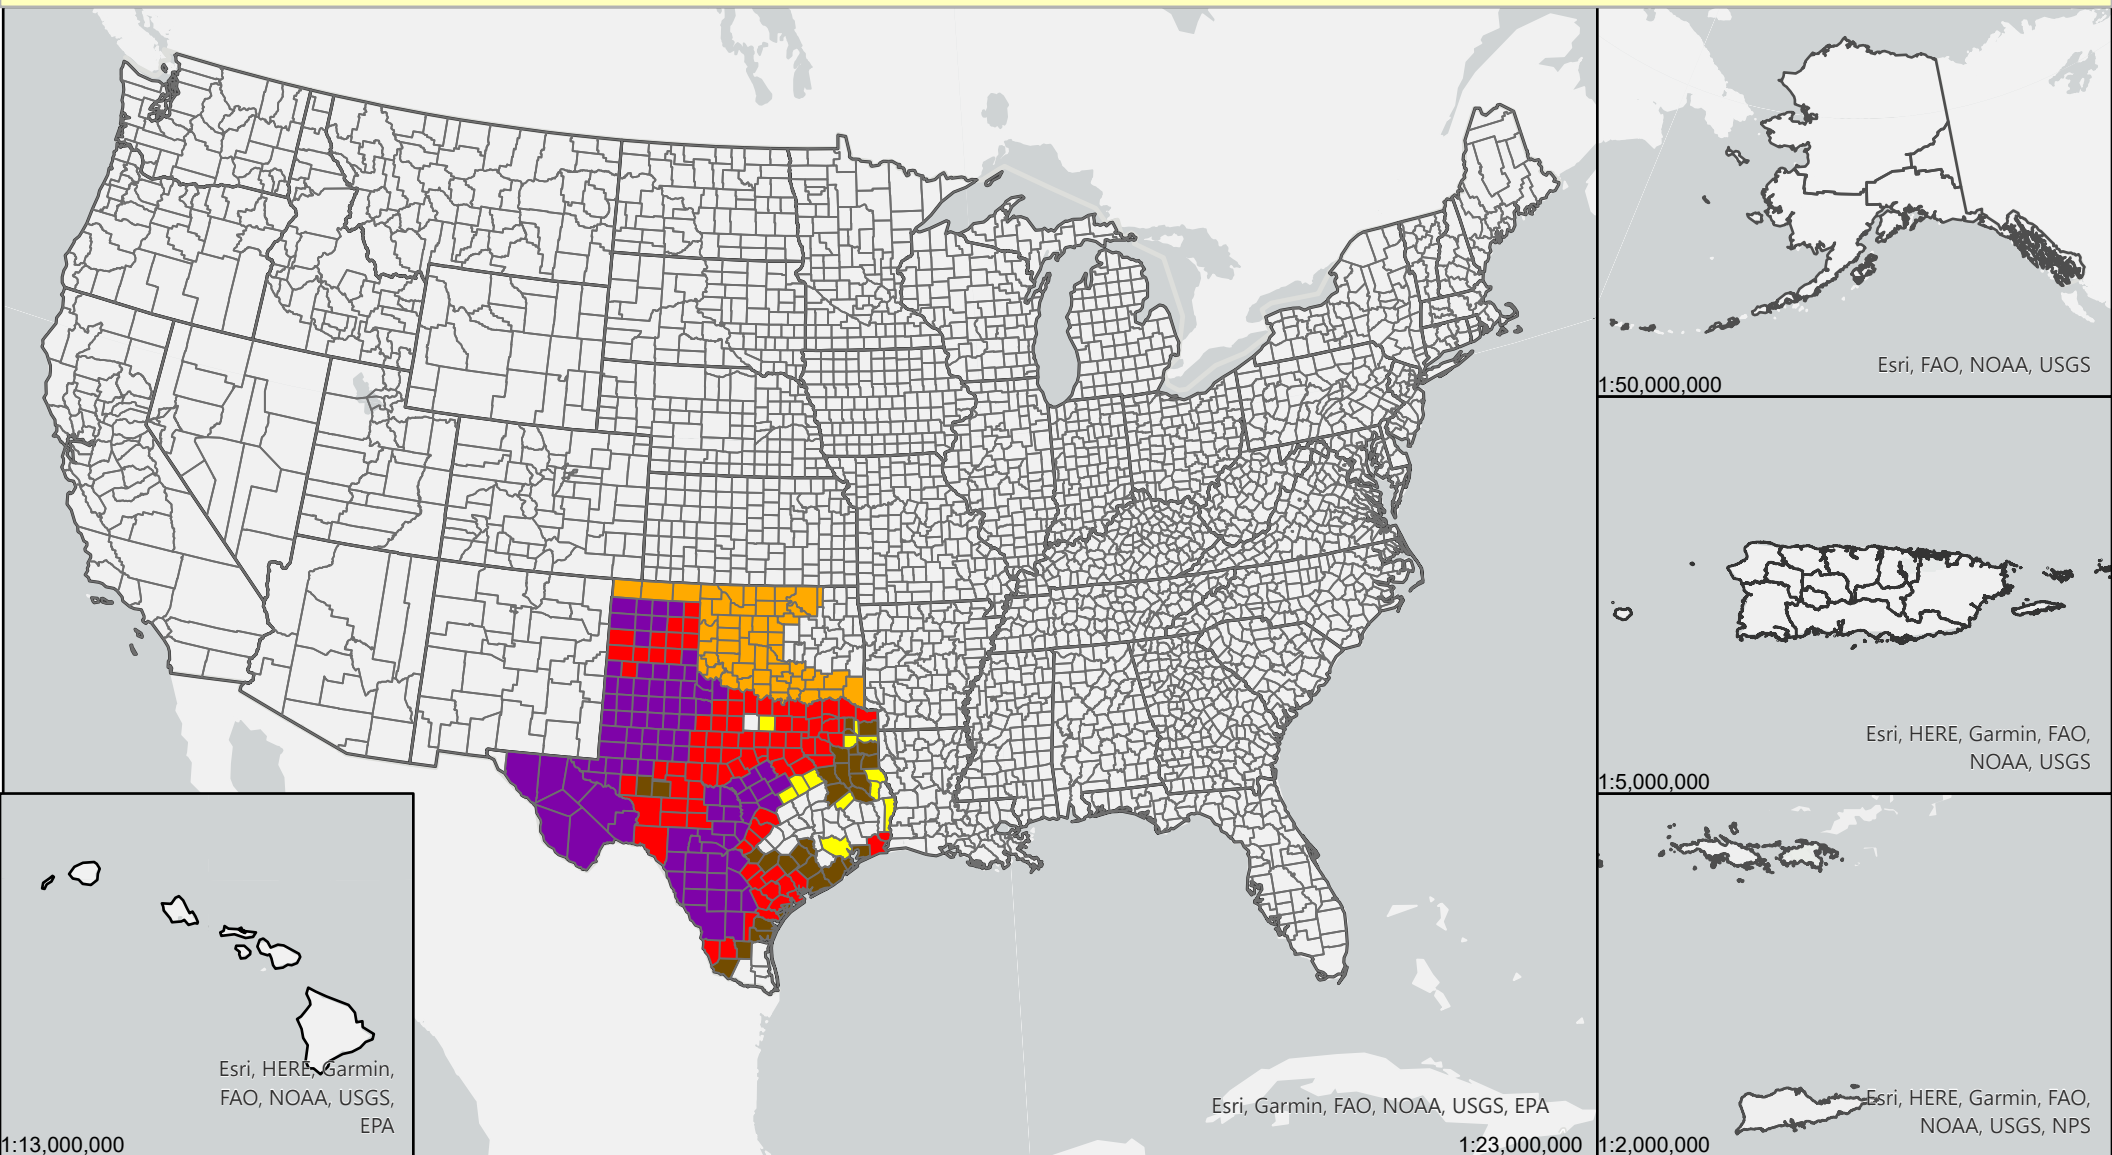 Esri, FAO, NOAA, USGS
1:50,000,000
Esri, HERE, Garmin, FAO,
NOAA, USGS
1:5,000,000
Esri, HERE, Garmin,
FAO, NOAA, USGS,
EPA
1:13,000,000
Esri, Garmin, FAO, NOAA, USGS, EPA
1:23,000,000
Esri, HERE, Garmin, FAO,
NOAA, USGS, NPS
1:2,000,000